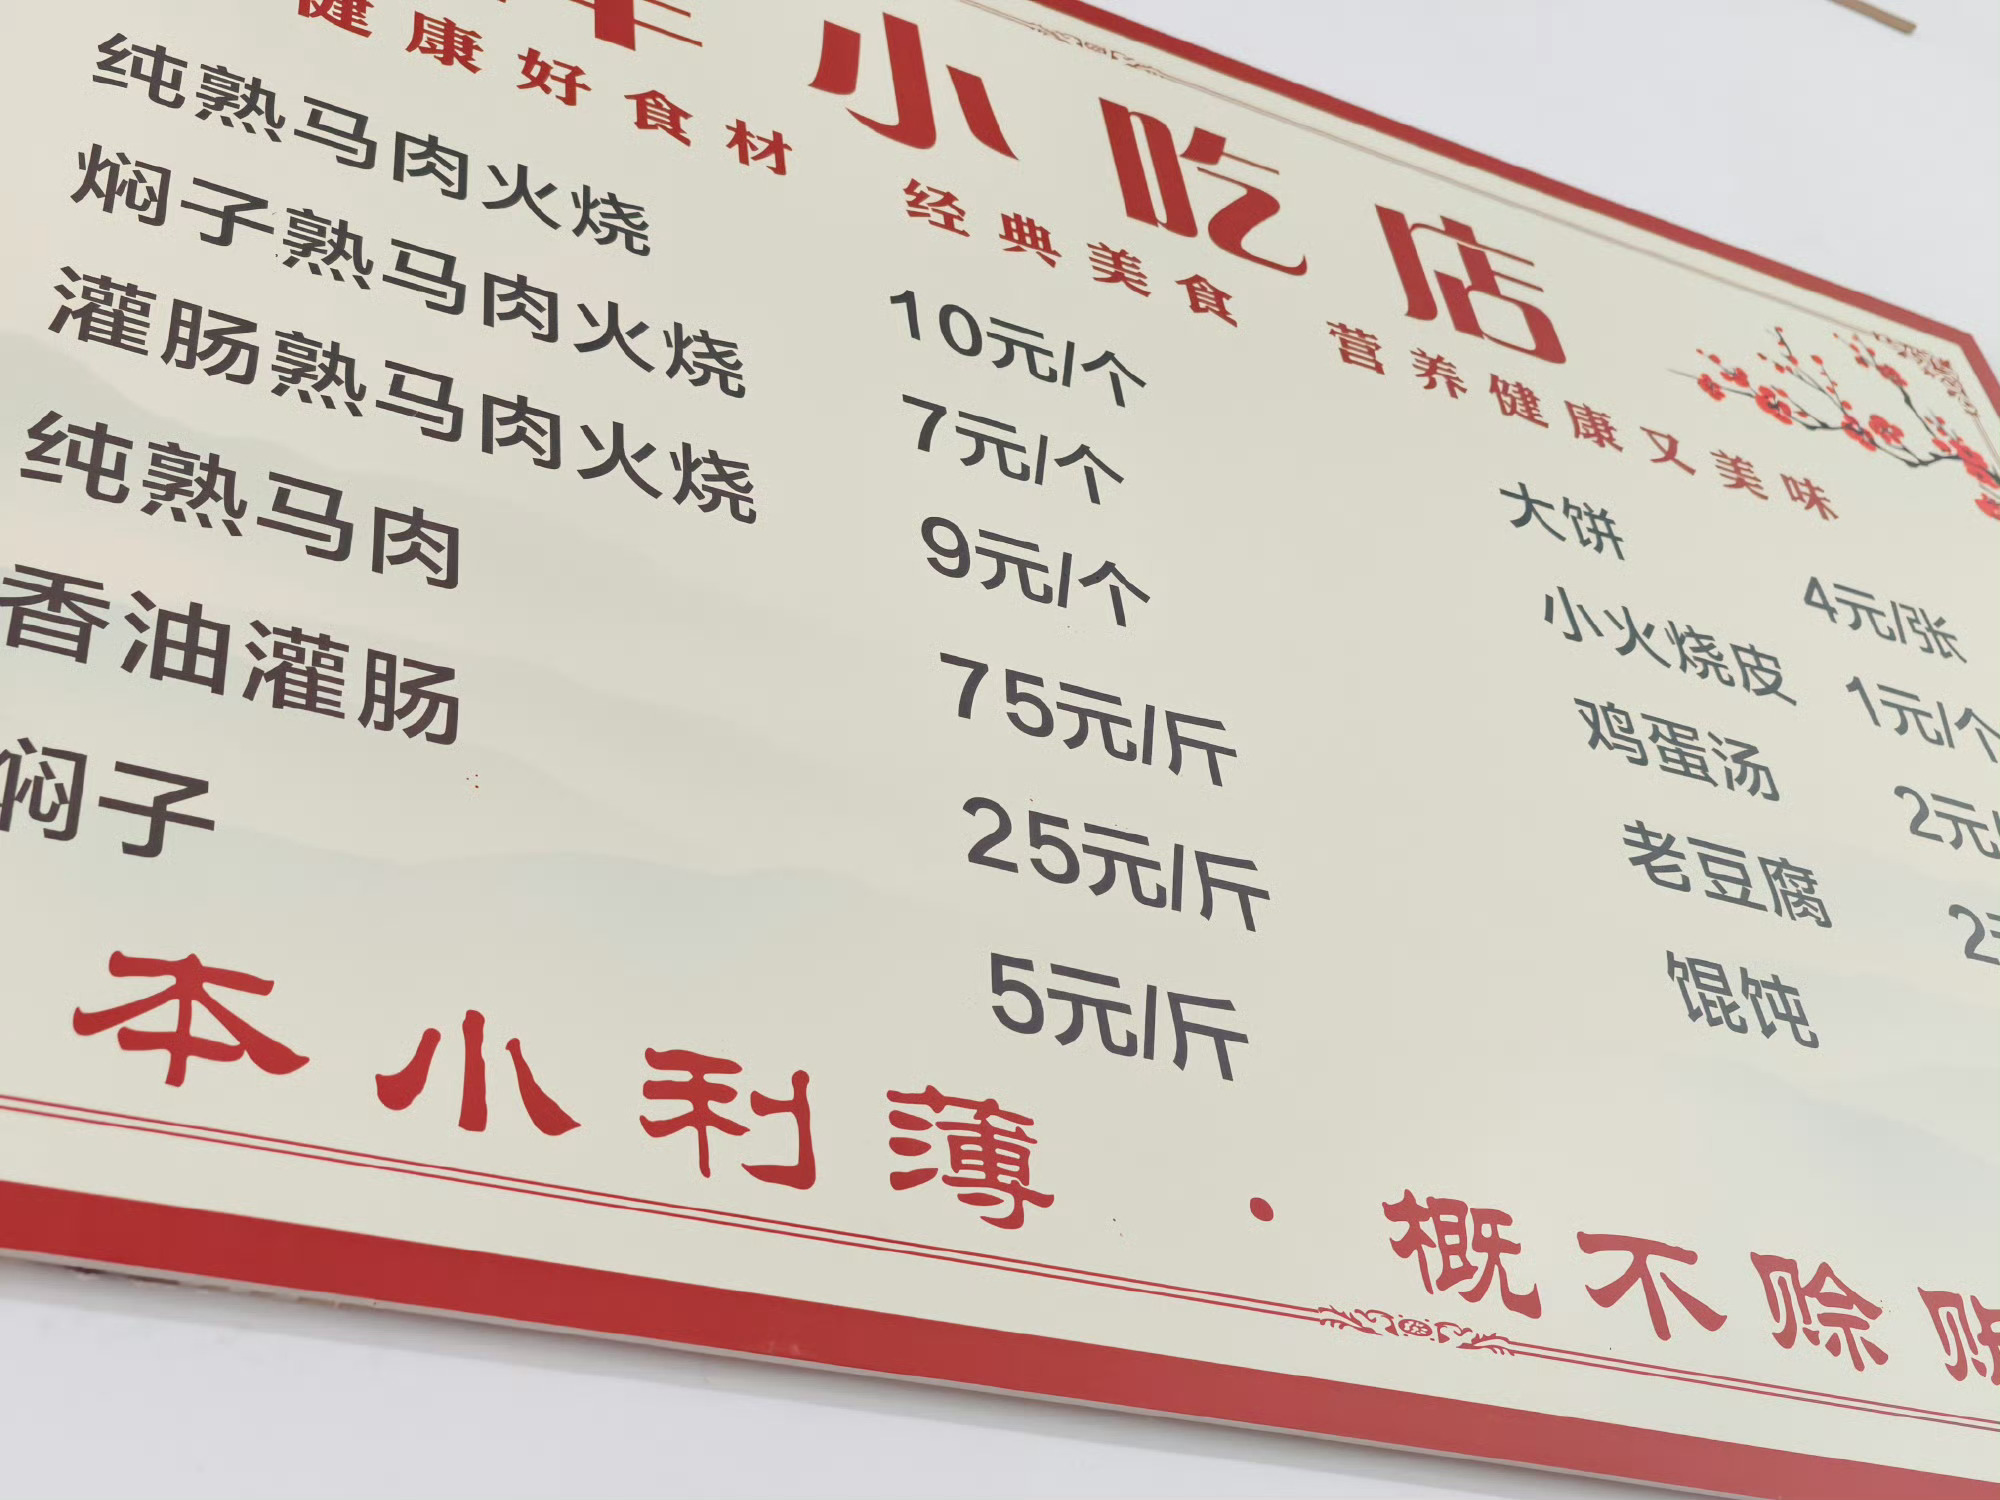 小吃店
健康好食材 经典美食 营养健康又美味
纯熟马肉火烧 10元/个
焖子熟马肉火烧 7元/个
灌肠熟马肉火烧 9元/个
纯熟马肉 75元/斤
香油灌肠 25元/斤
焖子 5元/斤
大饼 4元/张
小火烧皮 1元/个
鸡蛋汤 2元/
老豆腐 2元
馄饨
本小利薄·概不赊